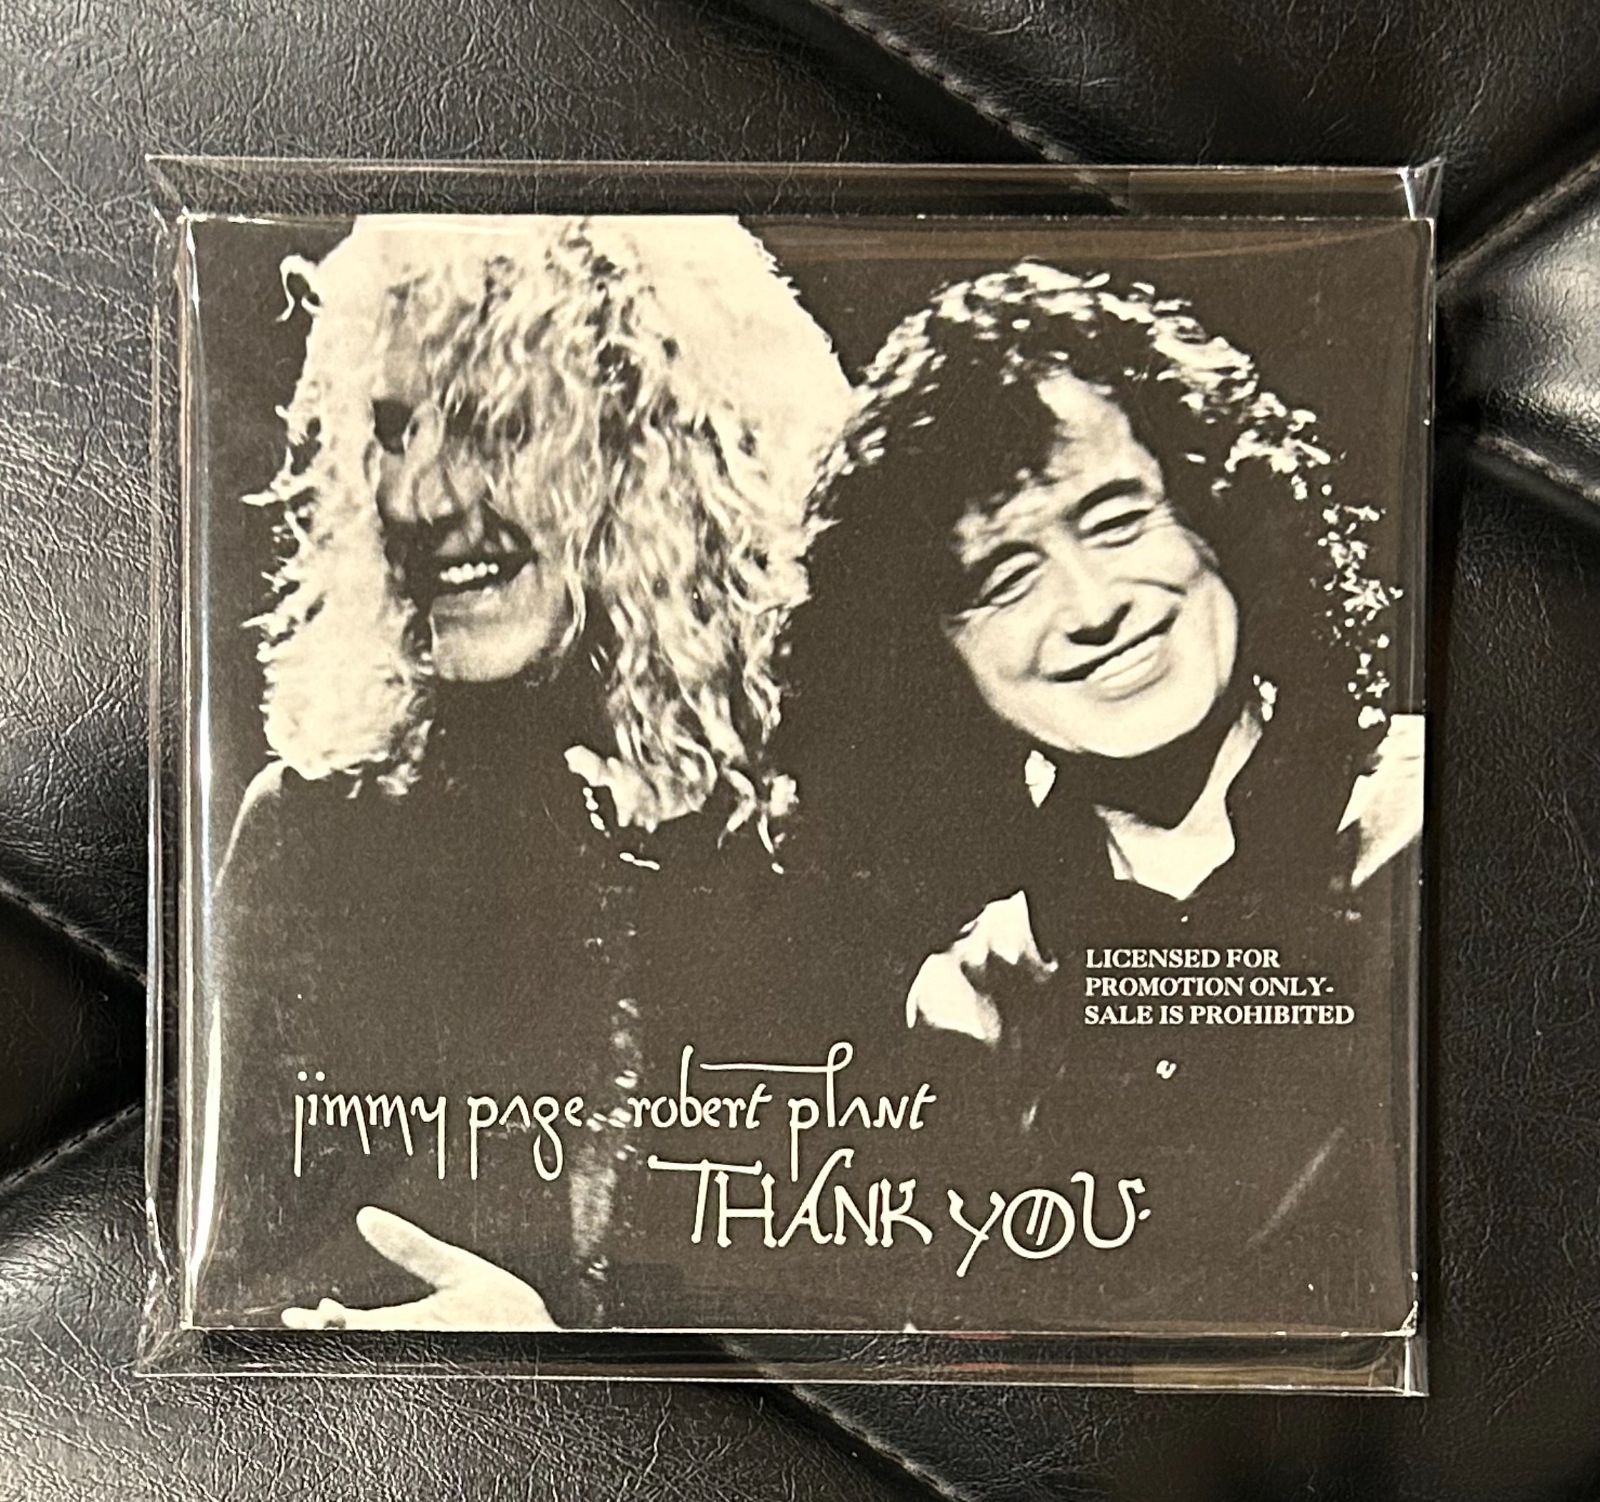 LICENSED FOR
PROMOTION ONLY-
SALE IS PROHIBITED
jimmy page robert plant
THANK YOU